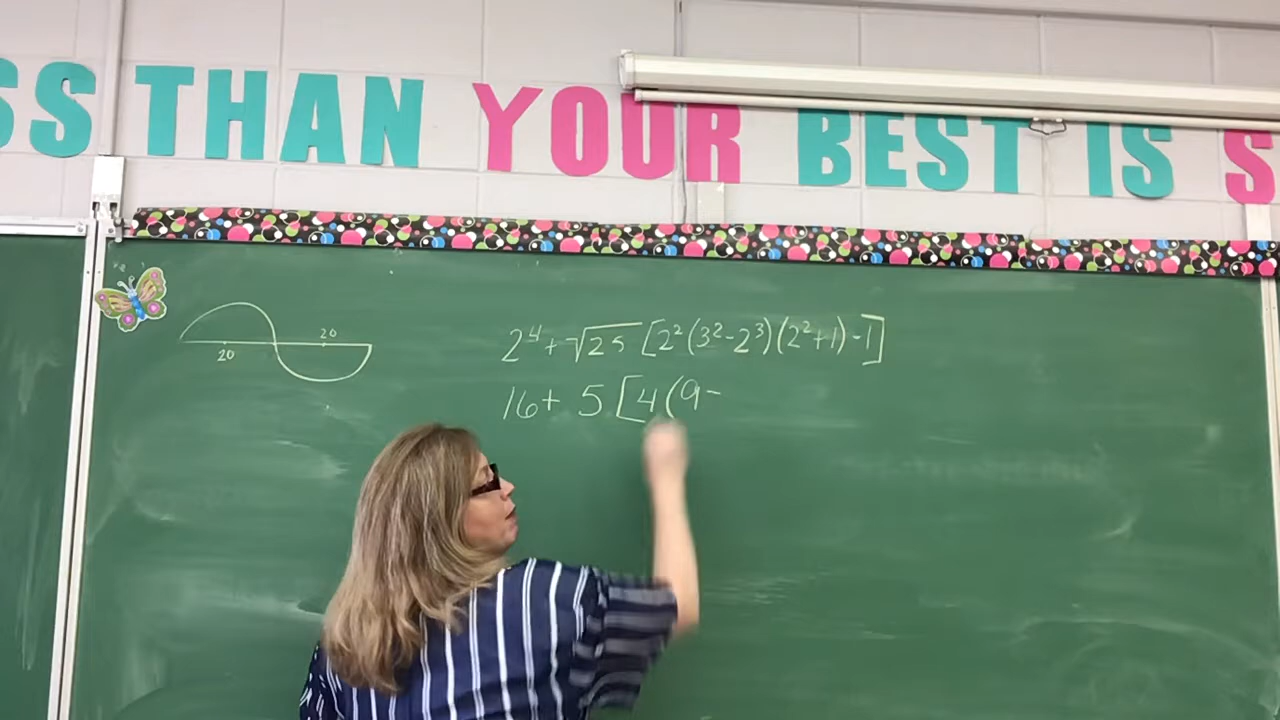 SS THAN YOUR BEST IS S
20
20
2⁴+√25 [2²(3²-2³)(2²+1)-1]
16+ 5 [4(9-